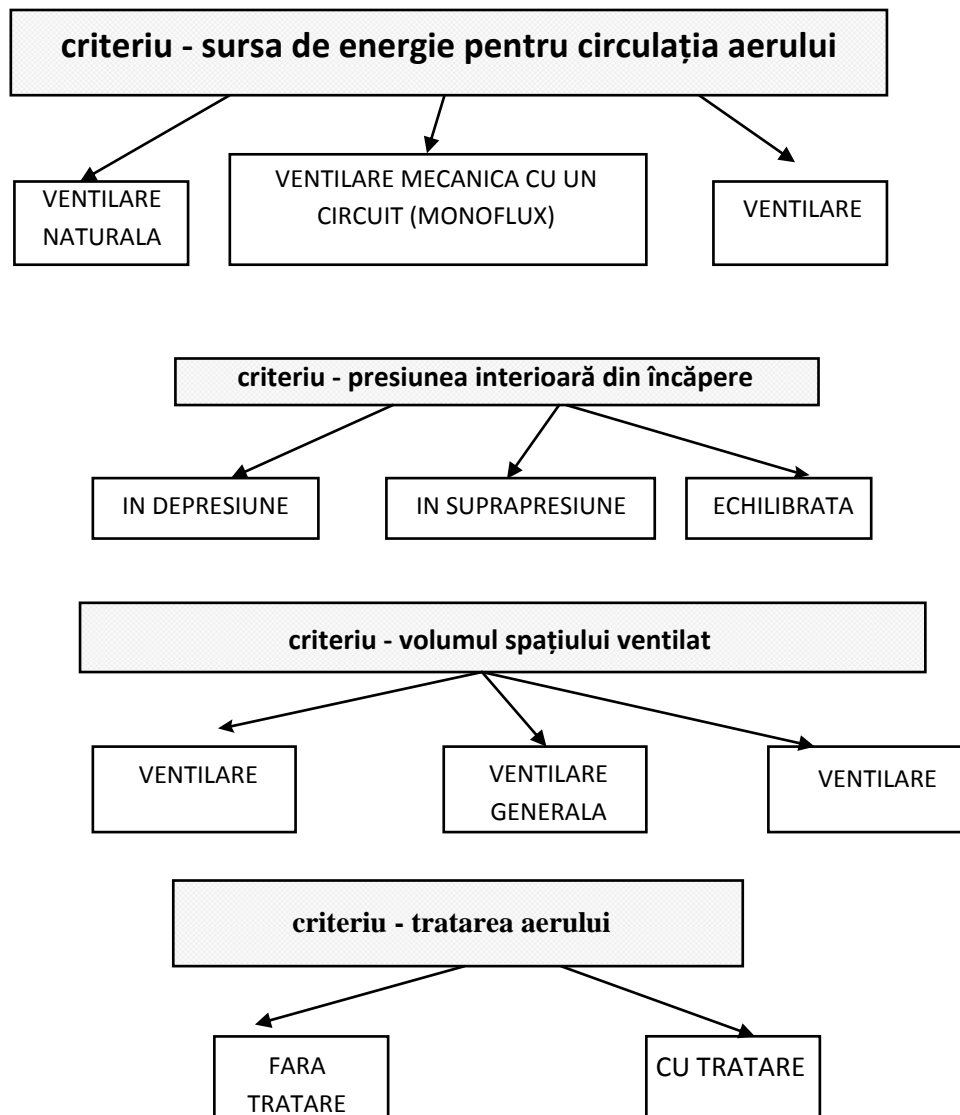 criteriu - sursa de energie pentru circulația aerului
VENTILARE
NATURALA
VENTILARE MECANICA CU UN
CIRCUIT (MONOFLUX)
VENTILARE
criteriu - presiunea interioară din încăpere
IN DEPRESIUNE
IN SUPRAPRESIUNE
ECHILIBRATA
criteriu - volumul spațiului ventilat
VENTILARE
VENTILARE
GENERALA
VENTILARE
criteriu - tratarea aerului
FARA
TRATARE
CU TRATARE